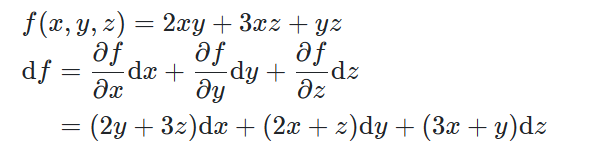 f(x, y, z) = 2xy + 3xz + yz
df = ∂f/∂x dx + ∂f/∂y dy + ∂f/∂z dz
= (2y + 3z)dx + (2x + z)dy + (3x + y)dz